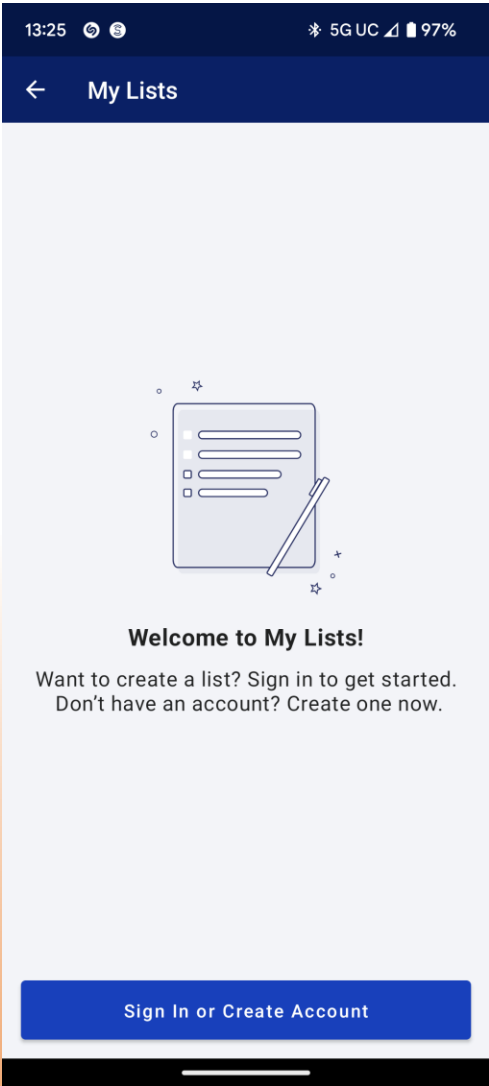 13:25 5G UC 97%
My Lists
Welcome to My Lists!
Want to create a list? Sign in to get started.
Don’t have an account? Create one now.
Sign In or Create Account